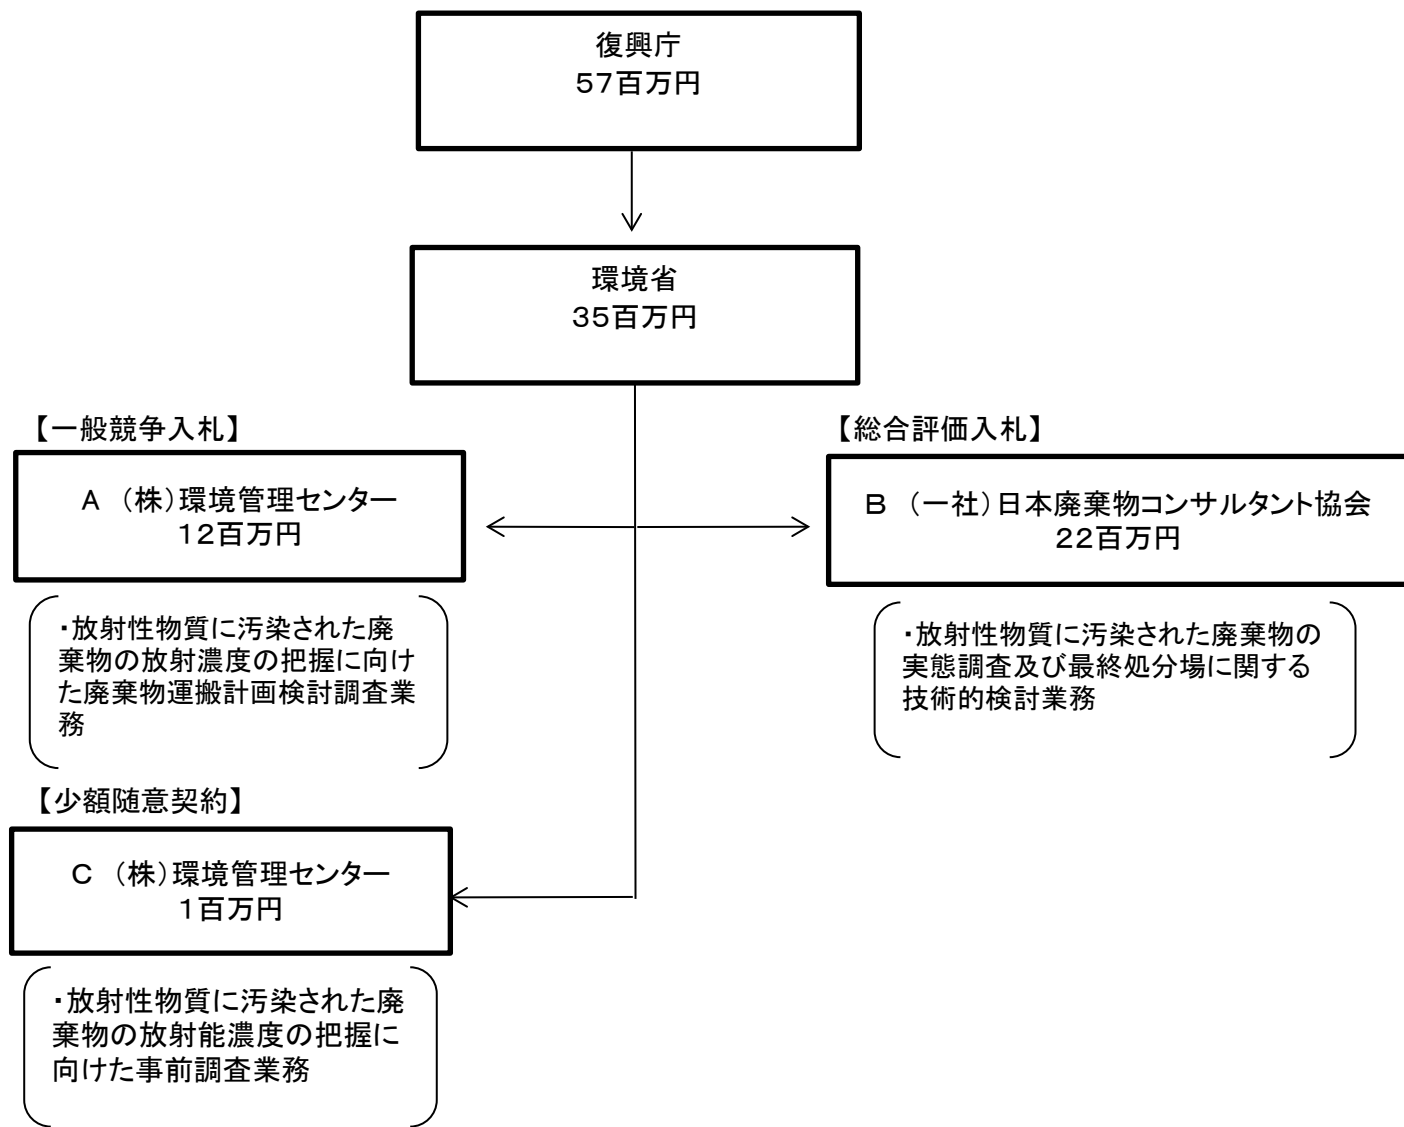 復興庁
57百万円
環境省
35百万円
【一般競争入札】
A (株)環境管理センター
12百万円
・放射性物質に汚染された廃
棄物の放射濃度の把握に向け
た廃棄物運搬計画検討調査業
務
【総合評価入札】
B (一社)日本廃棄物コンサルタント協会
22百万円
・放射性物質に汚染された廃棄物の
実態調査及び最終処分場に関する
技術的検討業務
【少額随意契約】
C (株)環境管理センター
1百万円
・放射性物質に汚染された廃
棄物の放射能濃度の把握に
向けた事前調査業務